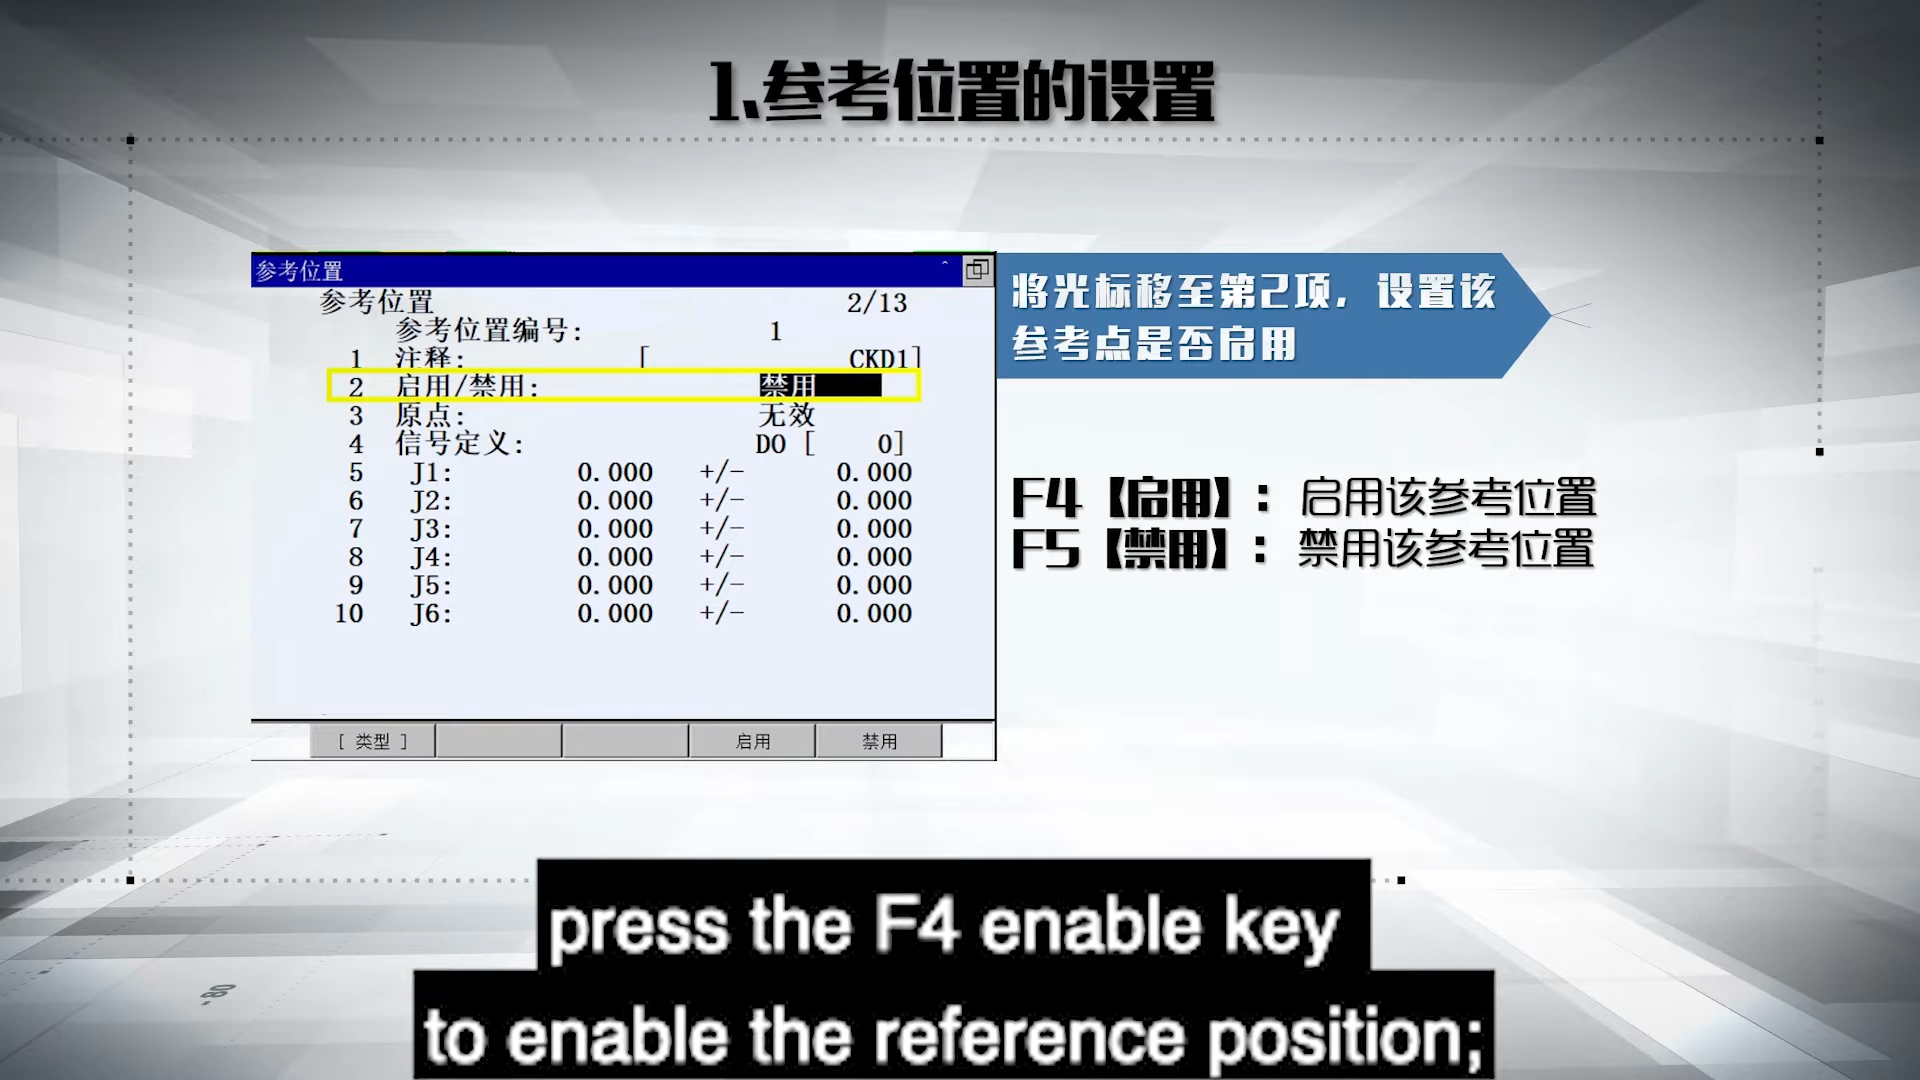 1、参考位置的设置
参考位置
参考位置 2/13
参考位置编号: 1
1 注释: [ CKD1]
2 启用/禁用: 禁用
3 原点: 无效
4 信号定义: DO [ 0]
5 J1: 0.000 +/- 0.000
6 J2: 0.000 +/- 0.000
7 J3: 0.000 +/- 0.000
8 J4: 0.000 +/- 0.000
9 J5: 0.000 +/- 0.000
10 J6: 0.000 +/- 0.000
[ 类型 ] 启用 禁用
将光标移至第2项，设置该
参考点是否启用
F4【启用】：启用该参考位置
F5【禁用】：禁用该参考位置
-80
press the F4 enable key
to enable the reference position;